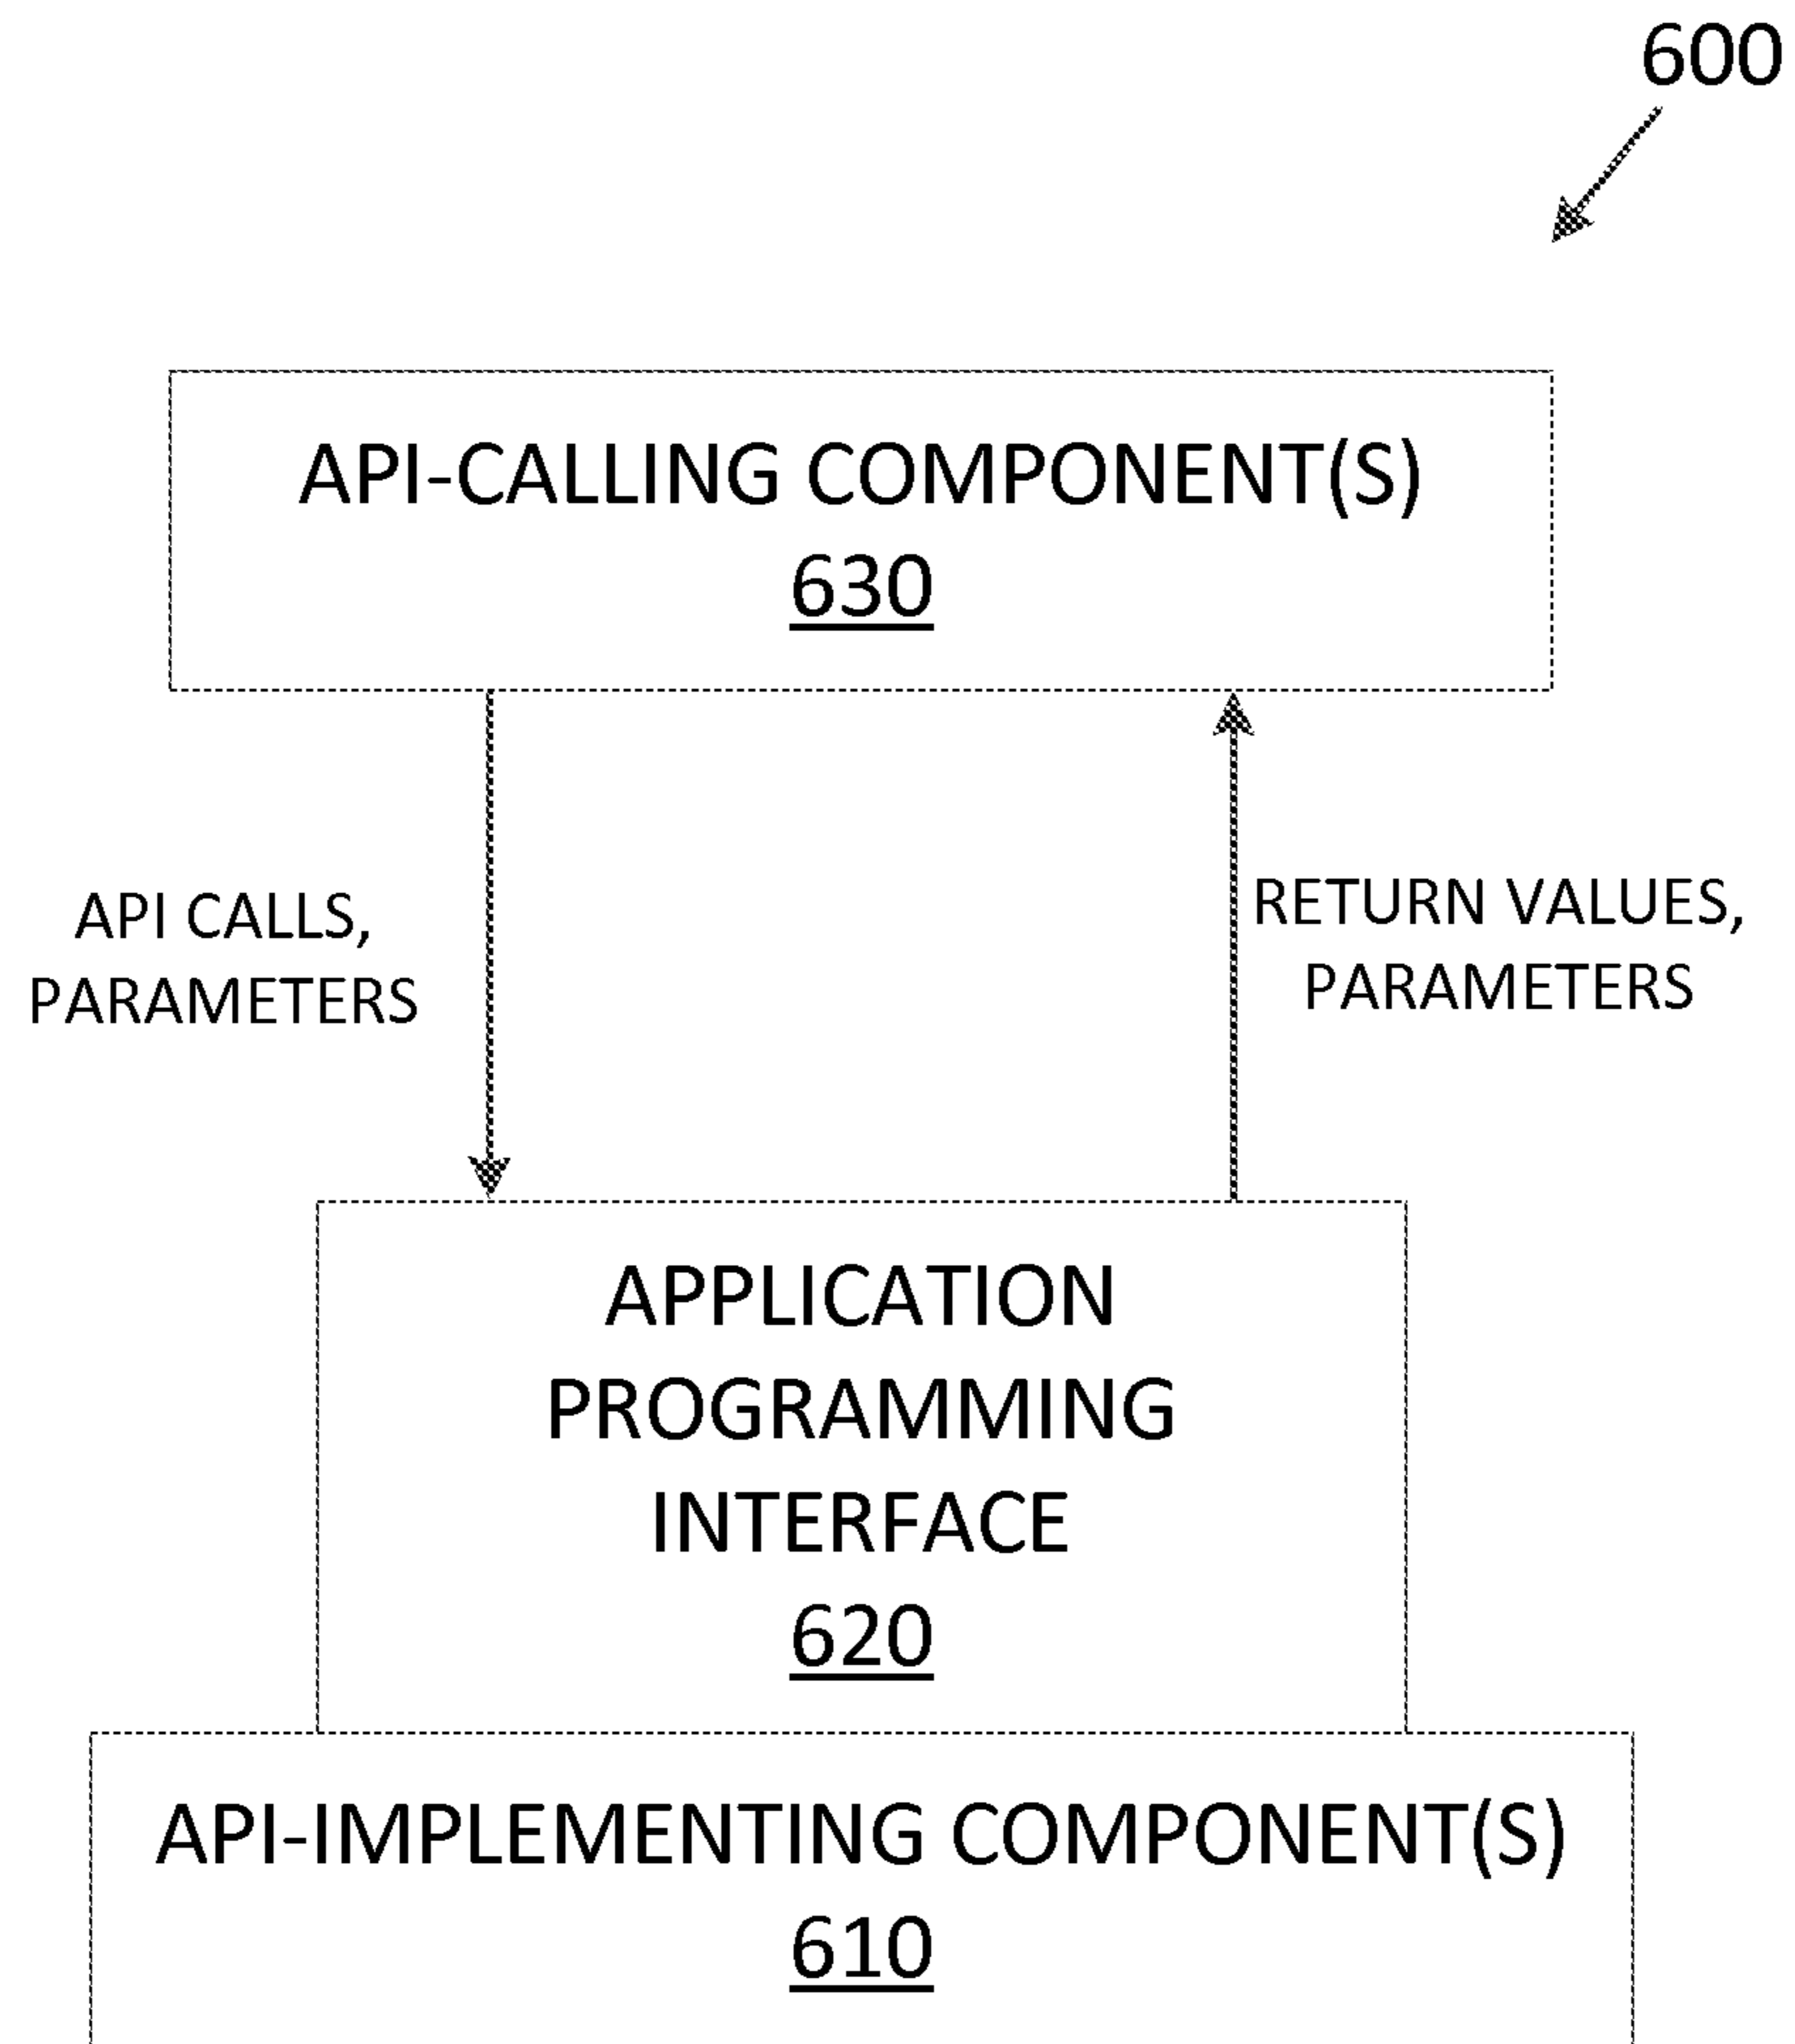 600
API-CALLING COMPONENT(S)
630
API CALLS,
PARAMETERS
RETURN VALUES,
PARAMETERS
APPLICATION
PROGRAMMING
INTERFACE
620
API-IMPLEMENTING COMPONENT(S)
610